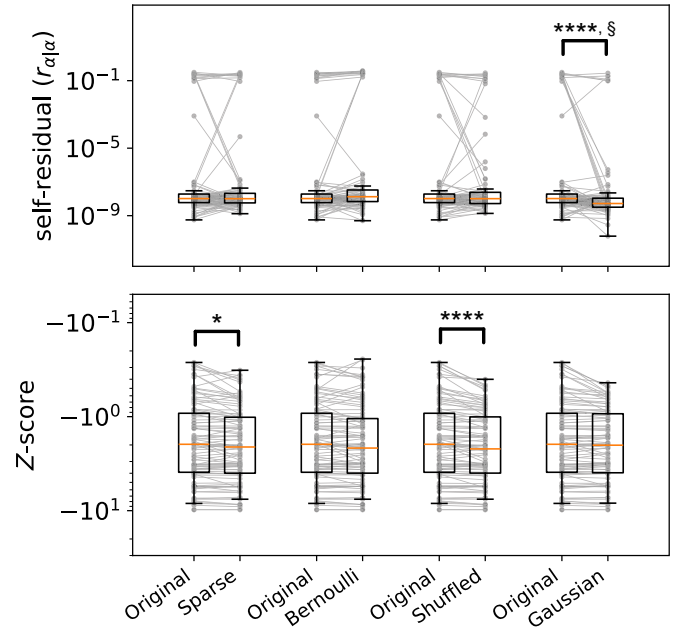 ****, §
self-residual (r_{α|α})
10^{-1}
10^{-5}
10^{-9}
*
****
Z-score
−10^{-1}
−10^{0}
−10^{1}
Original
Sparse
Original
Bernoulli
Original
Shuffled
Original
Gaussian